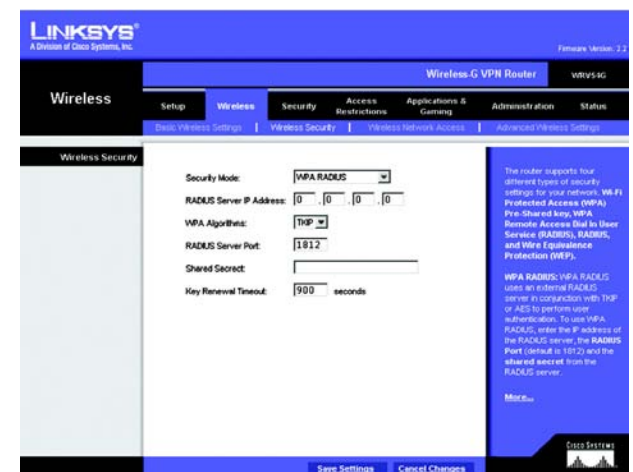 LINKSYS®
A Division of Cisco Systems, Inc.
Firmware Version: 2.2
Wireless-G VPN Router
WRV54G
Wireless
Setup
Wireless
Security
Access Restrictions
Applications & Gaming
Administration
Status
Basic Wireless Settings | Wireless Security | Wireless Network Access | Advanced Wireless Settings
Wireless Security
Security Mode: WPA RADIUS
RADIUS Server IP Address: 0 . 0 . 0 . 0
WPA Algorithms: TKIP
RADIUS Server Port: 1812
Shared Secrect:
Key Renewal Timeout: 900 seconds
The router supports four
different types of security
settings for your network. Wi-Fi
Protected Access (WPA)
Pre-Shared key, WPA
Remote Access Dial In User
Service (RADIUS), RADIUS,
and Wire Equivalence
Protection (WEP).
WPA RADIUS: WPA RADIUS
uses an external RADIUS
server in conjunction with TKIP
or AES to perform user
authentication. To use WPA
RADIUS, enter the IP address of
the RADIUS server, the RADIUS
Port (default is 1812) and the
shared secret from the
RADIUS server.
More...
CISCO SYSTEMS
Save Settings
Cancel Changes